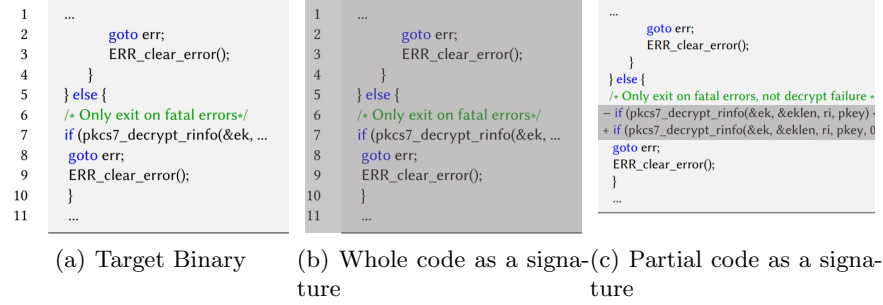 1 ...
2 goto err;
3 ERR_clear_error();
4 }
5 } else {
6 /* Only exit on fatal errors*/
7 if (pkcs7_decrypt_rinfo(&ek, ...
8 goto err;
9 ERR_clear_error();
10 }
11 ...
(a) Target Binary
1 ...
2 goto err;
3 ERR_clear_error();
4 }
5 } else {
6 /* Only exit on fatal errors*/
7 if (pkcs7_decrypt_rinfo(&ek, ...
8 goto err;
9 ERR_clear_error();
10 }
11 ...
(b) Whole code as a signa-
ture
...
goto err;
ERR_clear_error();
}
} else {
/* Only exit on fatal errors, not decrypt failure *
− if (pkcs7_decrypt_rinfo(&ek, &eklen, ri, pkey) <
+ if (pkcs7_decrypt_rinfo(&ek, &eklen, ri, pkey, 0
goto err;
ERR_clear_error();
}
...
(c) Partial code as a signa-
ture